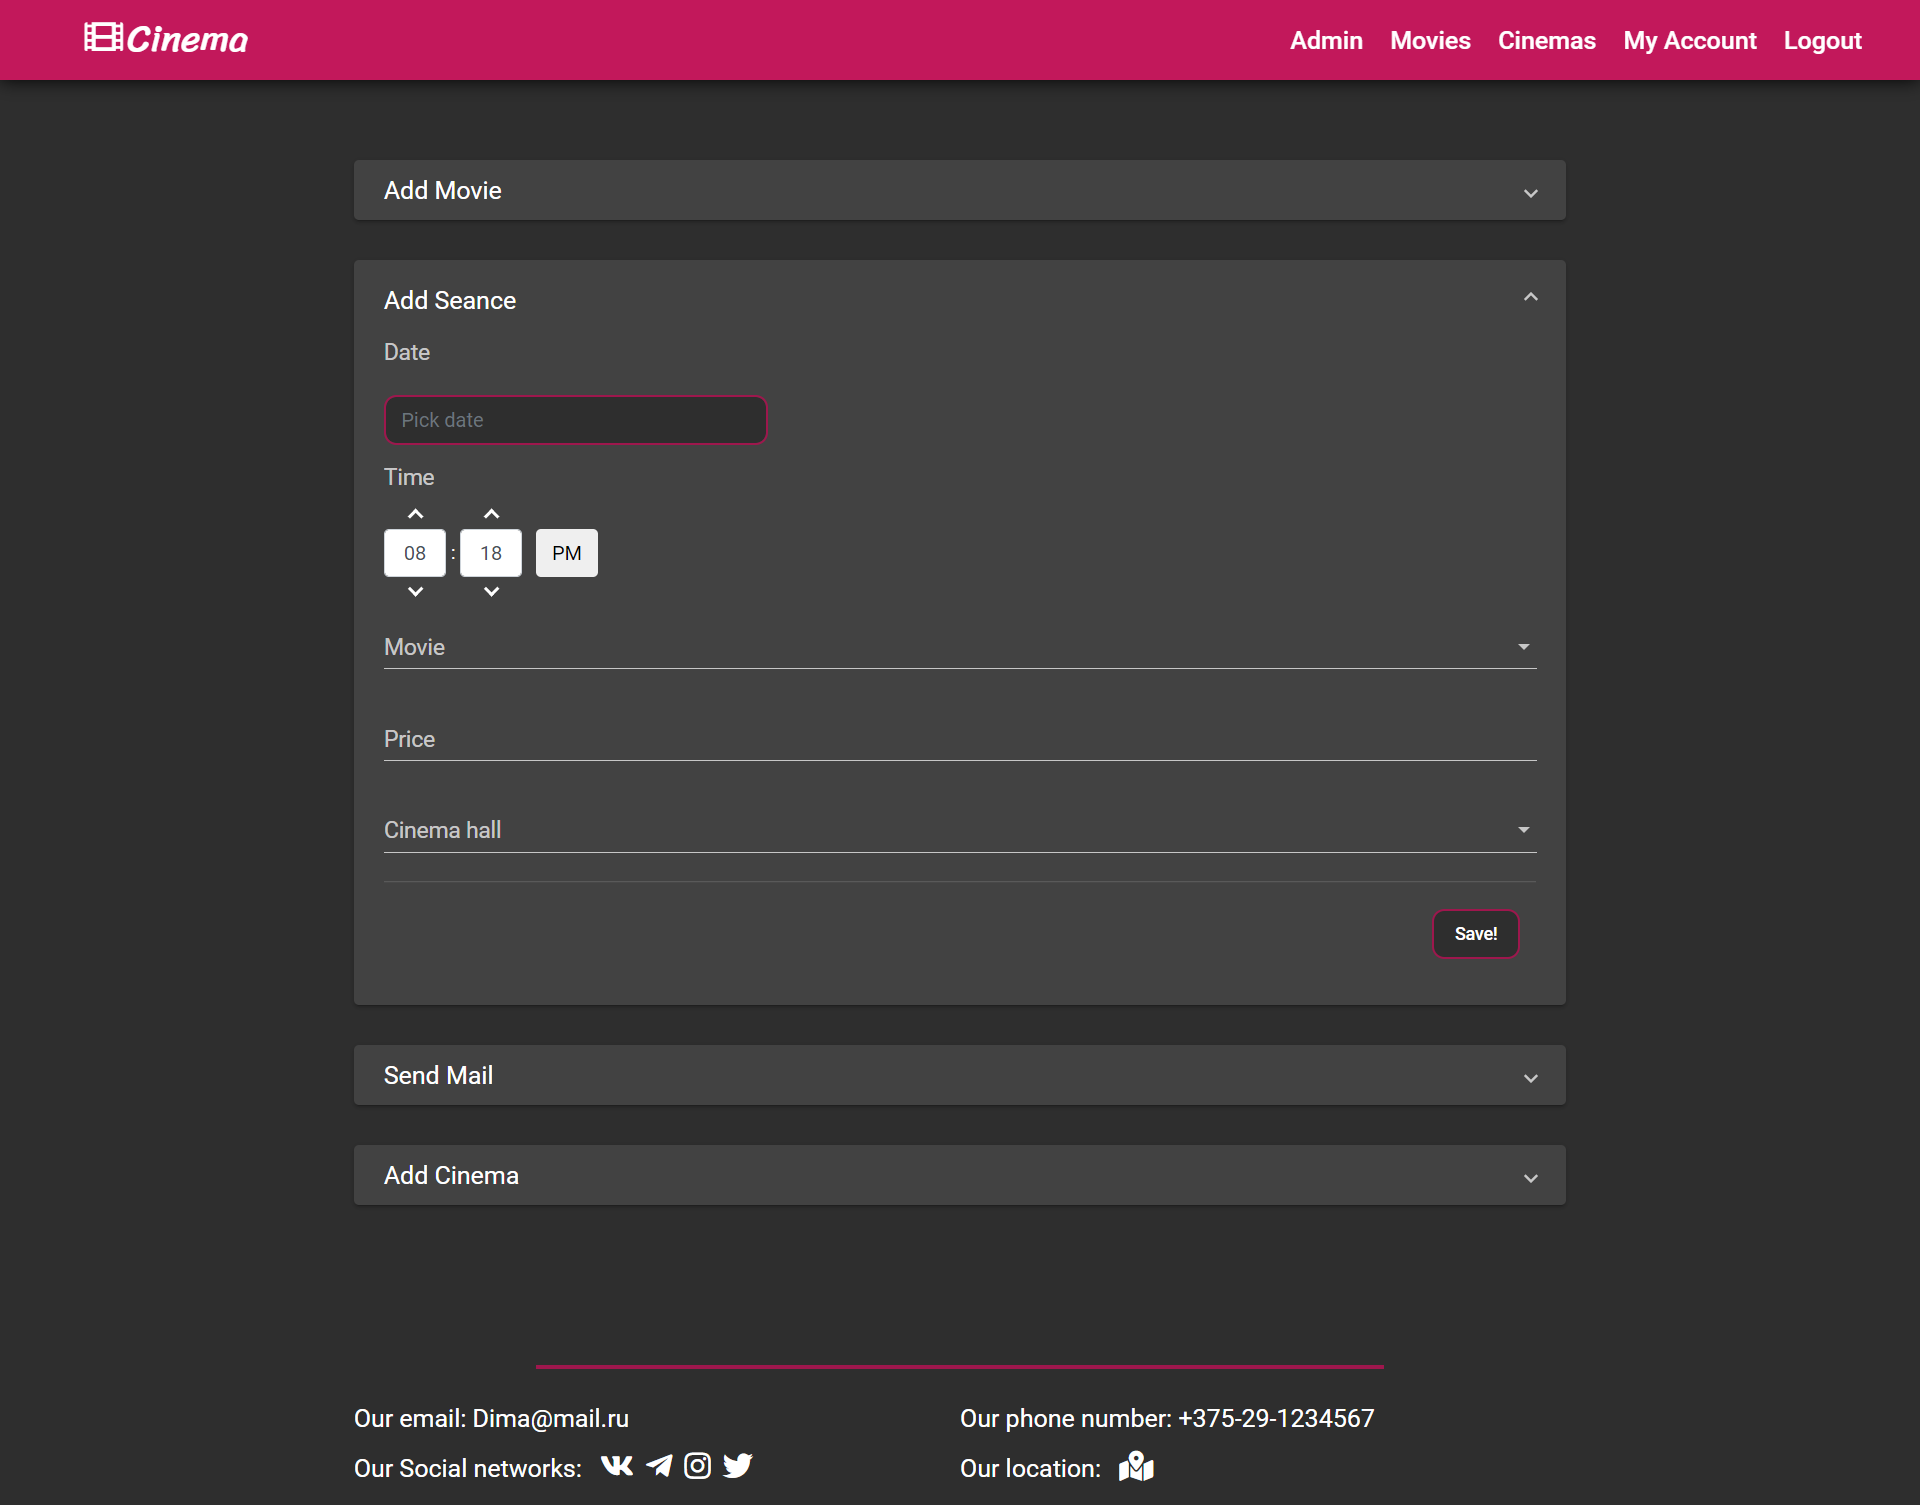 Cinema
Admin Movies Cinemas My Account Logout
Add Movie
Add Seance
Date
Pick date
Time
08 : 18 PM
Movie
Price
Cinema hall
Save!
Send Mail
Add Cinema
Our email: Dima@mail.ru
Our phone number: +375-29-1234567
Our Social networks:
Our location: